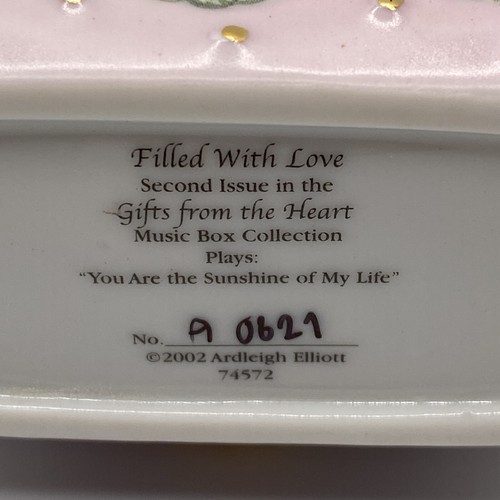 Filled With Love
Second Issue in the
Gifts from the Heart
Music Box Collection
Plays:
"You Are the Sunshine of My Life"
No. A 0621
©2002 Ardleigh Elliott
74572